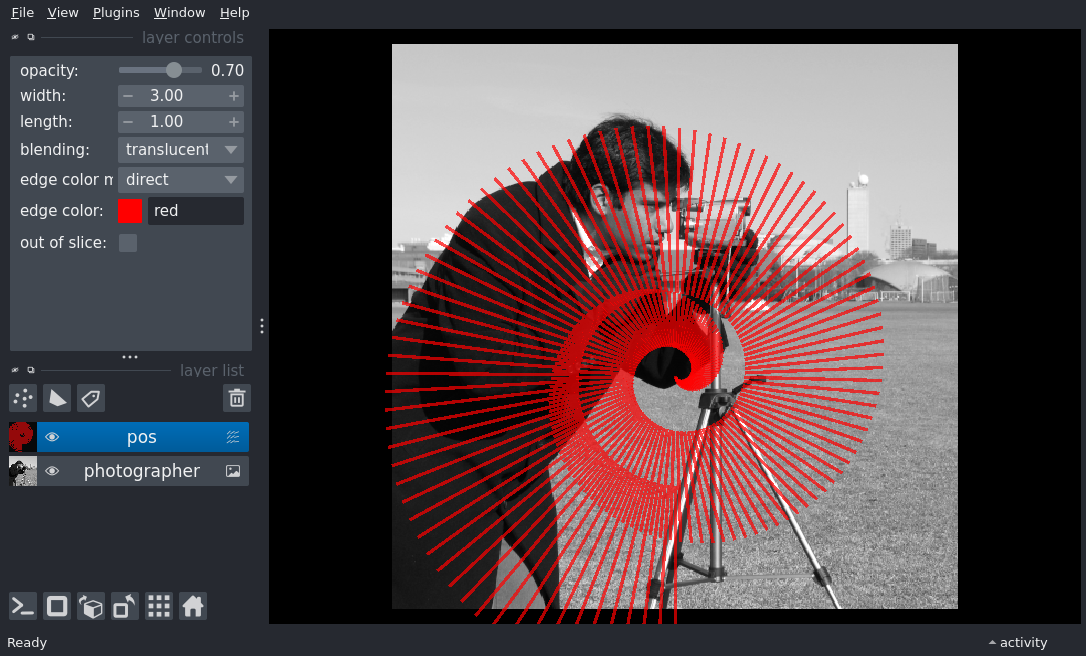 File View Plugins Window Help
layer controls
opacity: 0.70
width: − 3.00 +
length: − 1.00 +
blending: translucent
edge color m direct
edge color: red
out of slice:
layer list
pos
photographer
Ready
activity